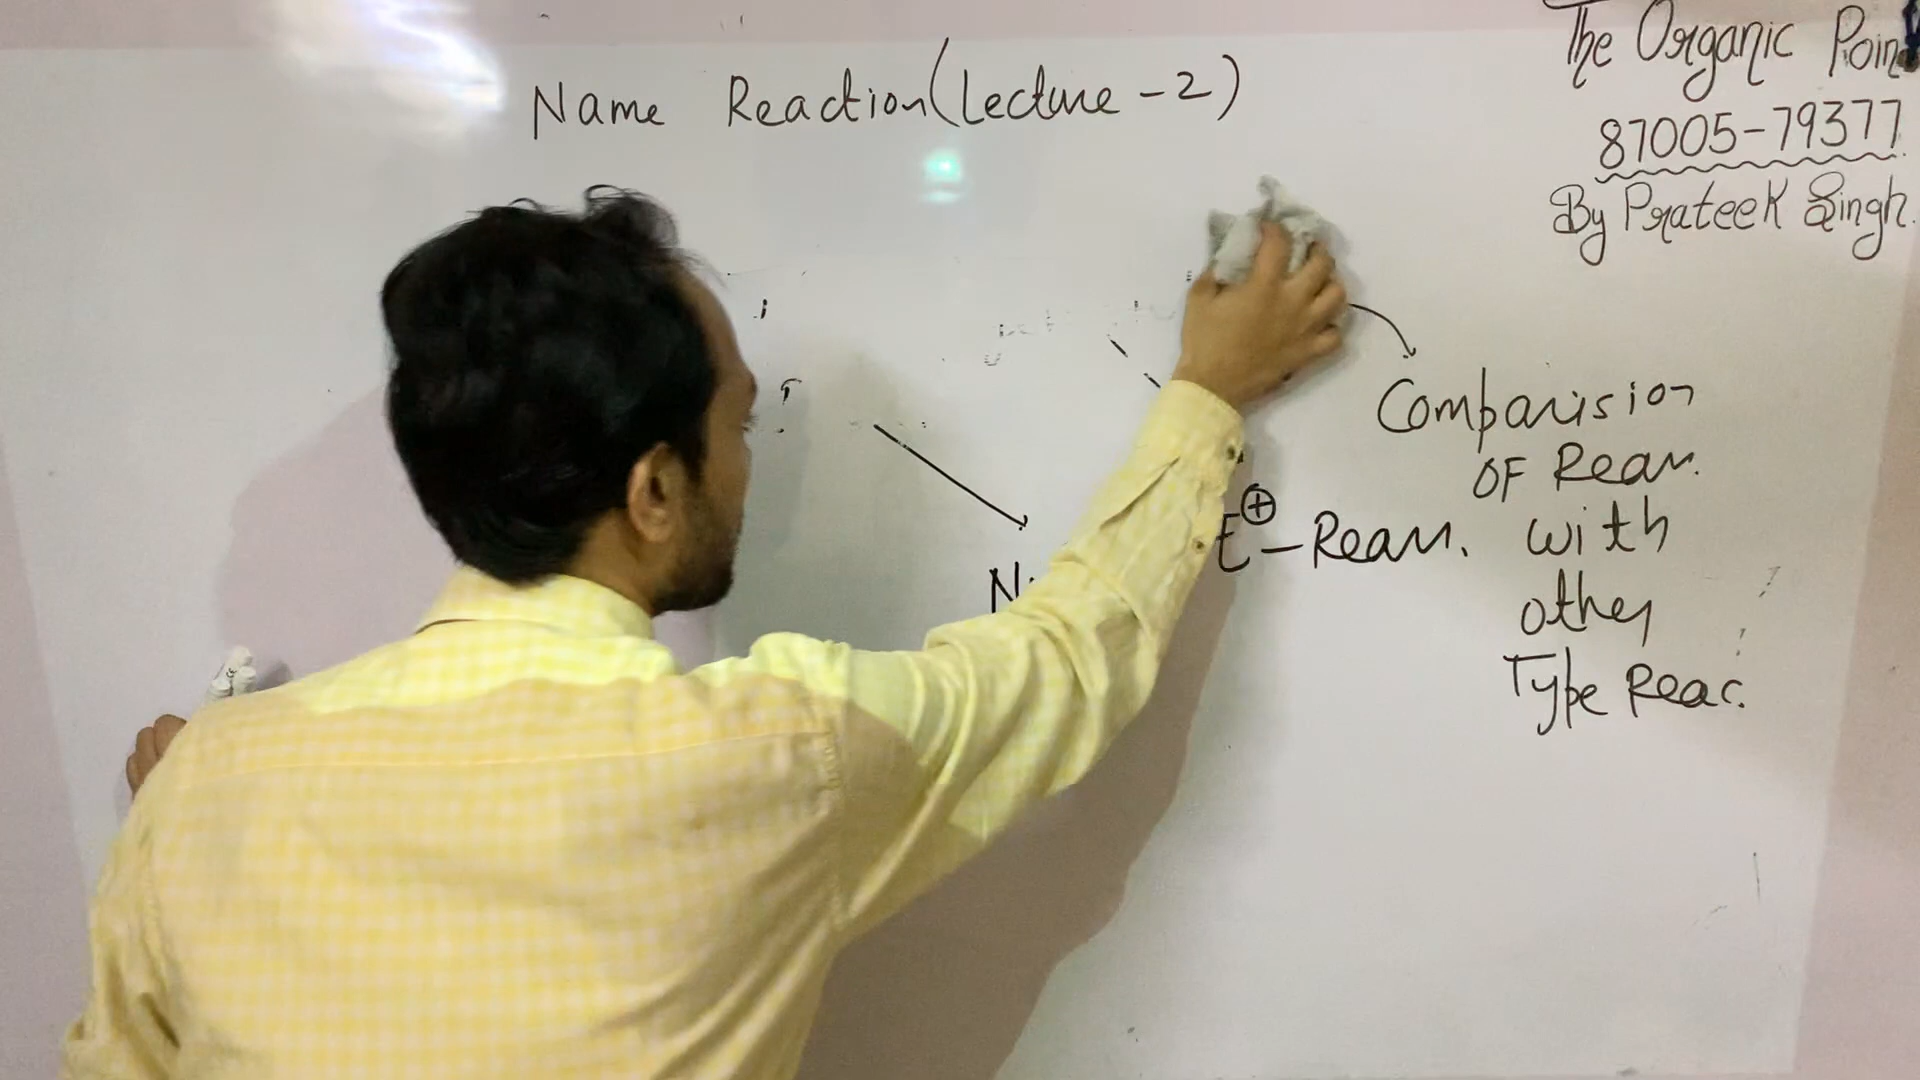 Name Reaction (Lecture - 2)
The Organic Poin
87005-79377
By Prateek Singh.
Comparision
OF Rean.
with
other
Type Reac.
E⊕ - Rean.
N